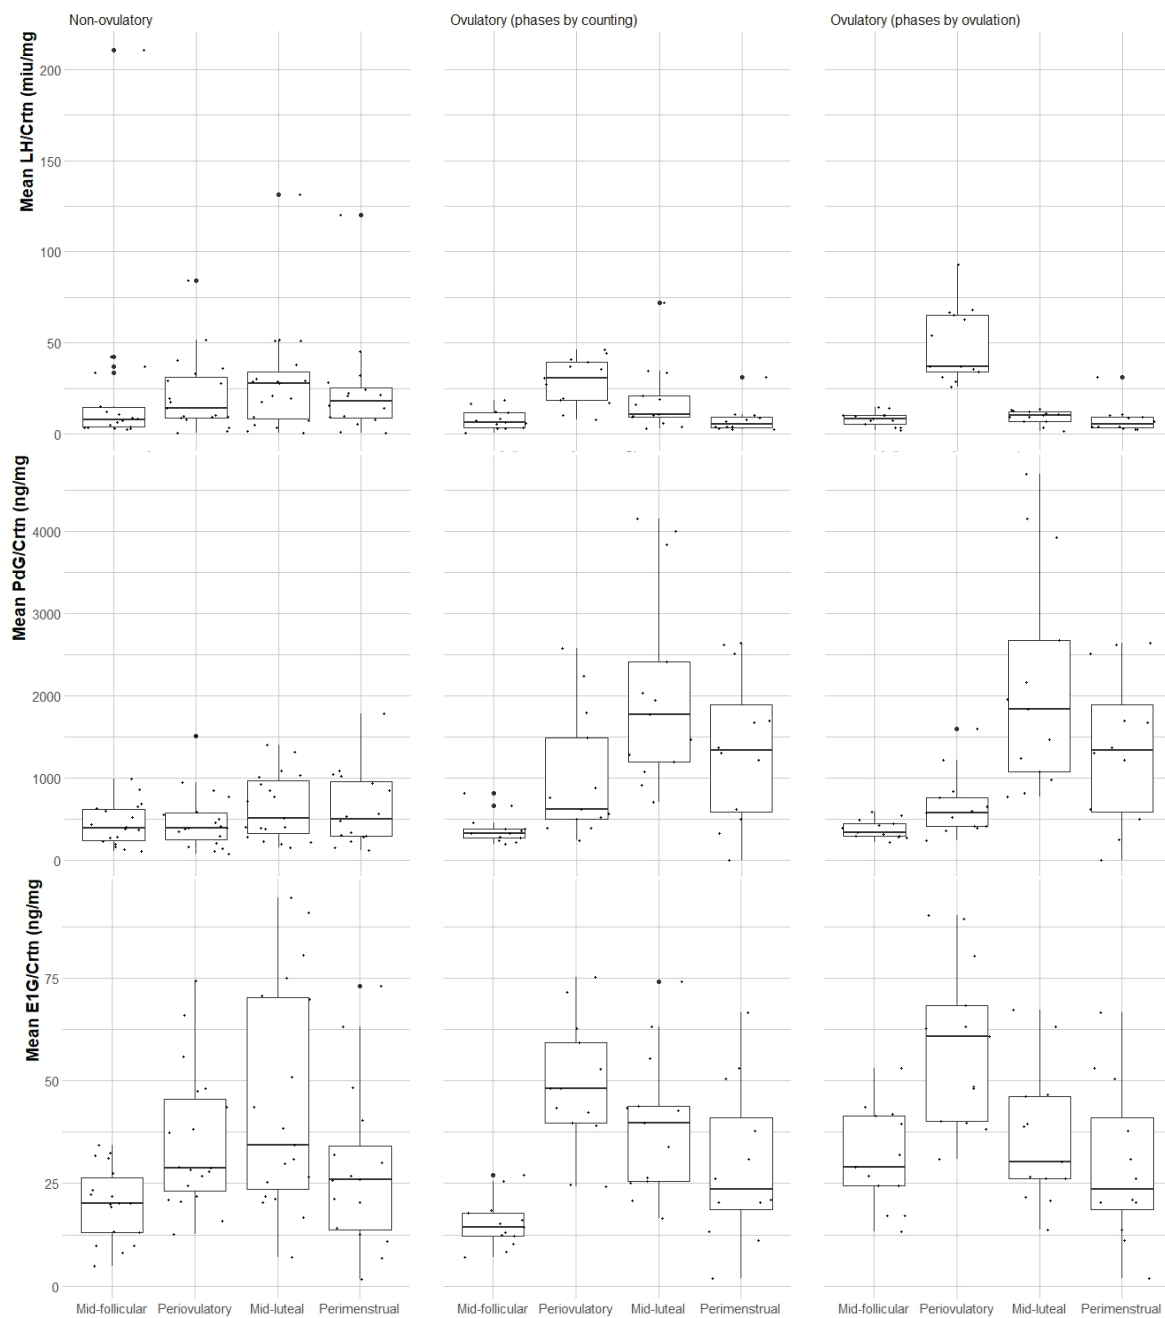 Non-ovulatory Ovulatory (phases by counting) Ovulatory (phases by ovulation)
Mean LH/Crtn (miu/mg
200
150
100
50
0
Mean PdG/Crtn (ng/mg
4000
3000
2000
1000
0
Mean E1G/Crtn (ng/mg
75
50
25
0
Mid-follicular Periovulatory Mid-luteal Perimenstrual Mid-follicular Periovulatory Mid-luteal Perimenstrual Mid-follicular Periovulatory Mid-luteal Perimenstrual